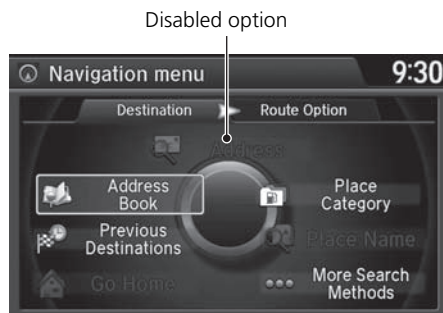 Disabled option
Navigation menu 9:30
Destination Route Option
Address
Address
Book
Place
Category
Previous
Destinations
Place Name
Go Home
More Search
Methods